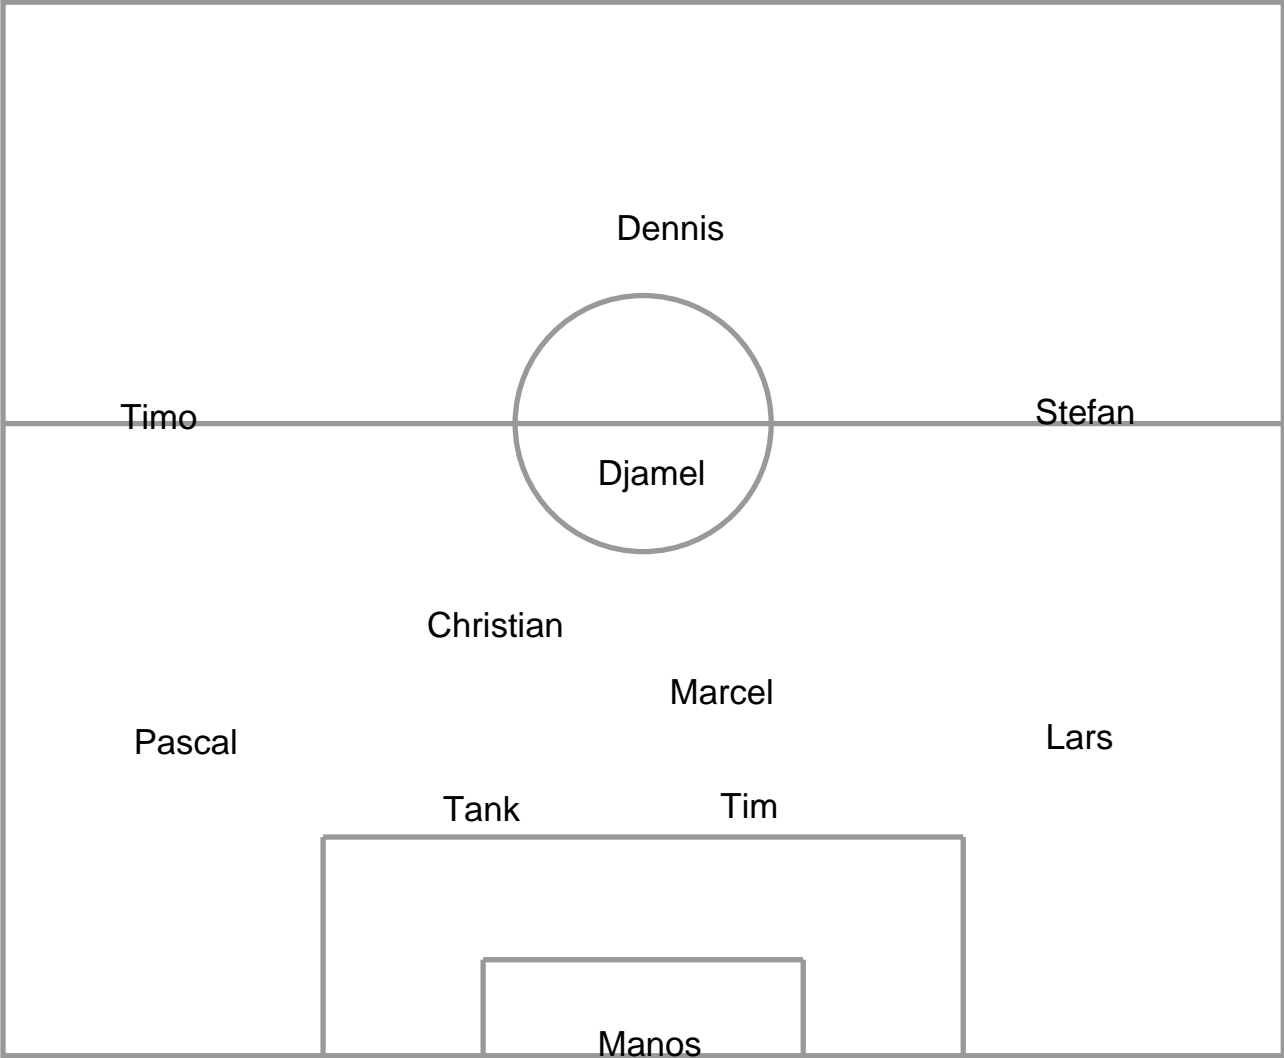 Dennis
Timo
Stefan
Djamel
Christian
Marcel
Pascal
Lars
Tank
Tim
Manos